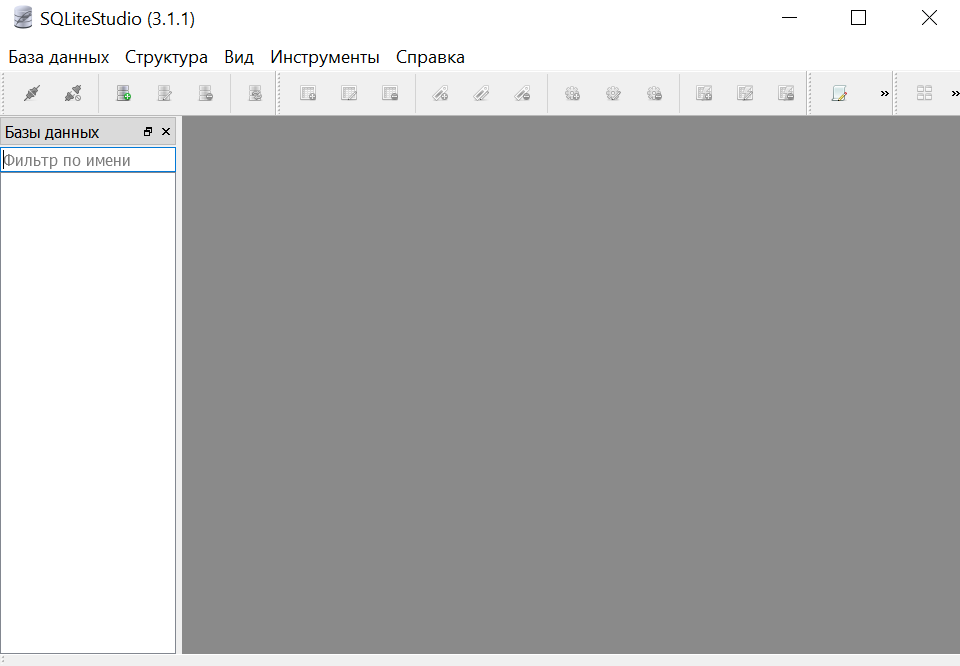 SQLiteStudio (3.1.1)
База данных Структура Вид Инструменты Справка
Базы данных
Фильтр по имени